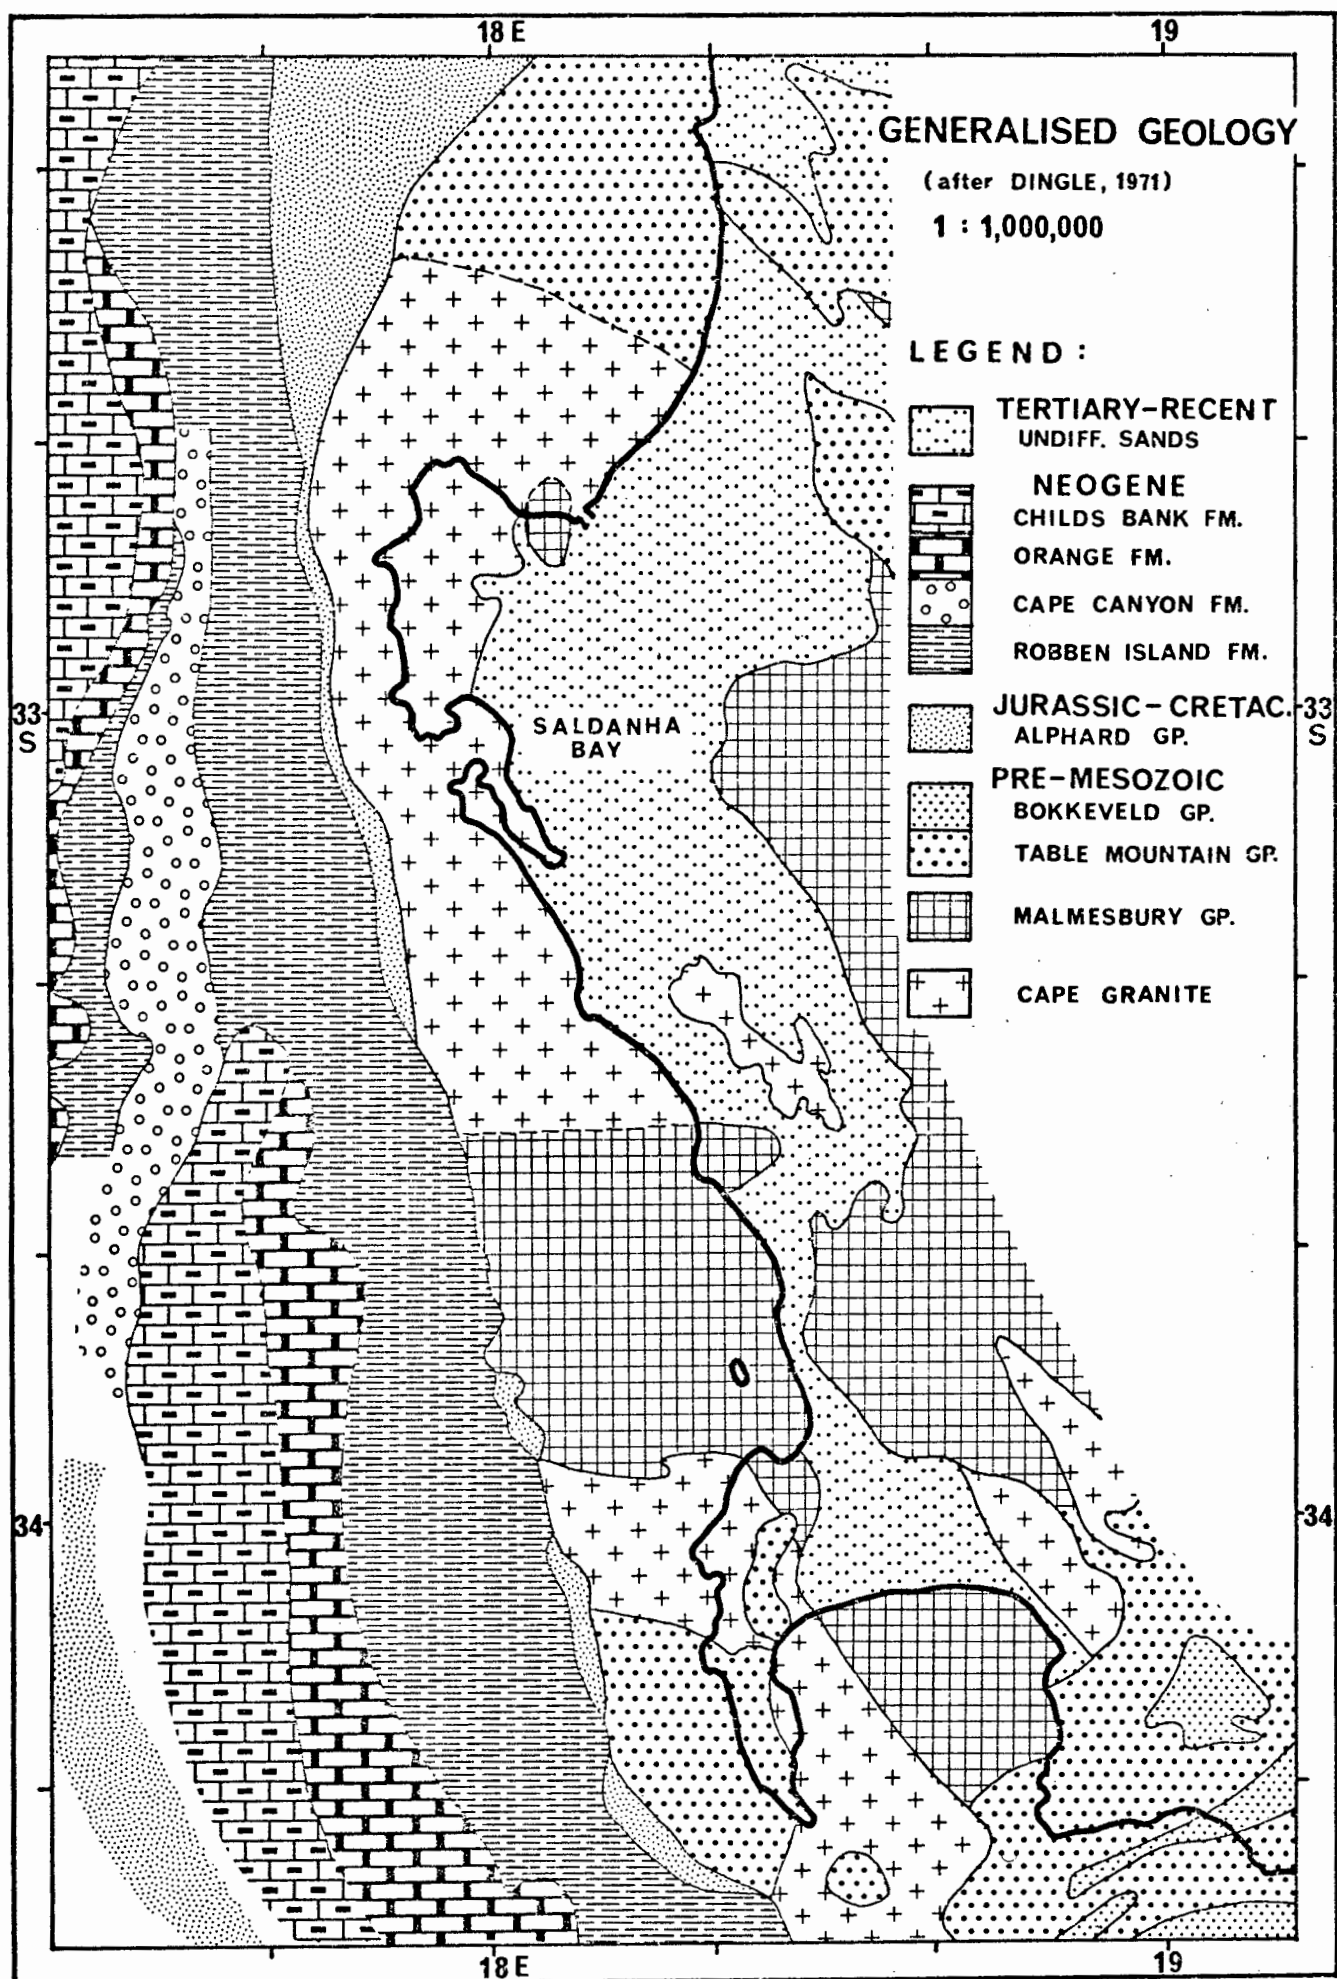 18 E
19
GENERALISED GEOLOGY
(after DINGLE, 1971)
1 : 1,000,000
LEGEND :
TERTIARY-RECENT
UNDIFF. SANDS
NEOGENE
CHILDS BANK FM.
ORANGE FM.
CAPE CANYON FM.
ROBBEN ISLAND FM.
33
S
JURASSIC-CRETAC.
33
S
ALPHARD GP.
SALDANHA
BAY
PRE-MESOZOIC
BOKKEVELD GP.
TABLE MOUNTAIN GP.
MALMESBURY GP.
CAPE GRANITE
34
34
18 E
19